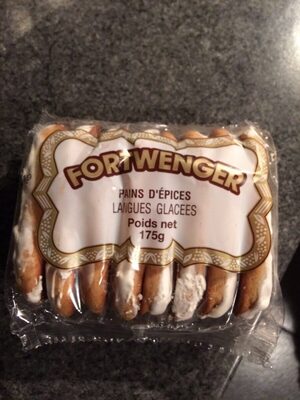 FORTWENGER
PAINS D'ÉPICES
LANGUES GLACEES
Poids net
175g